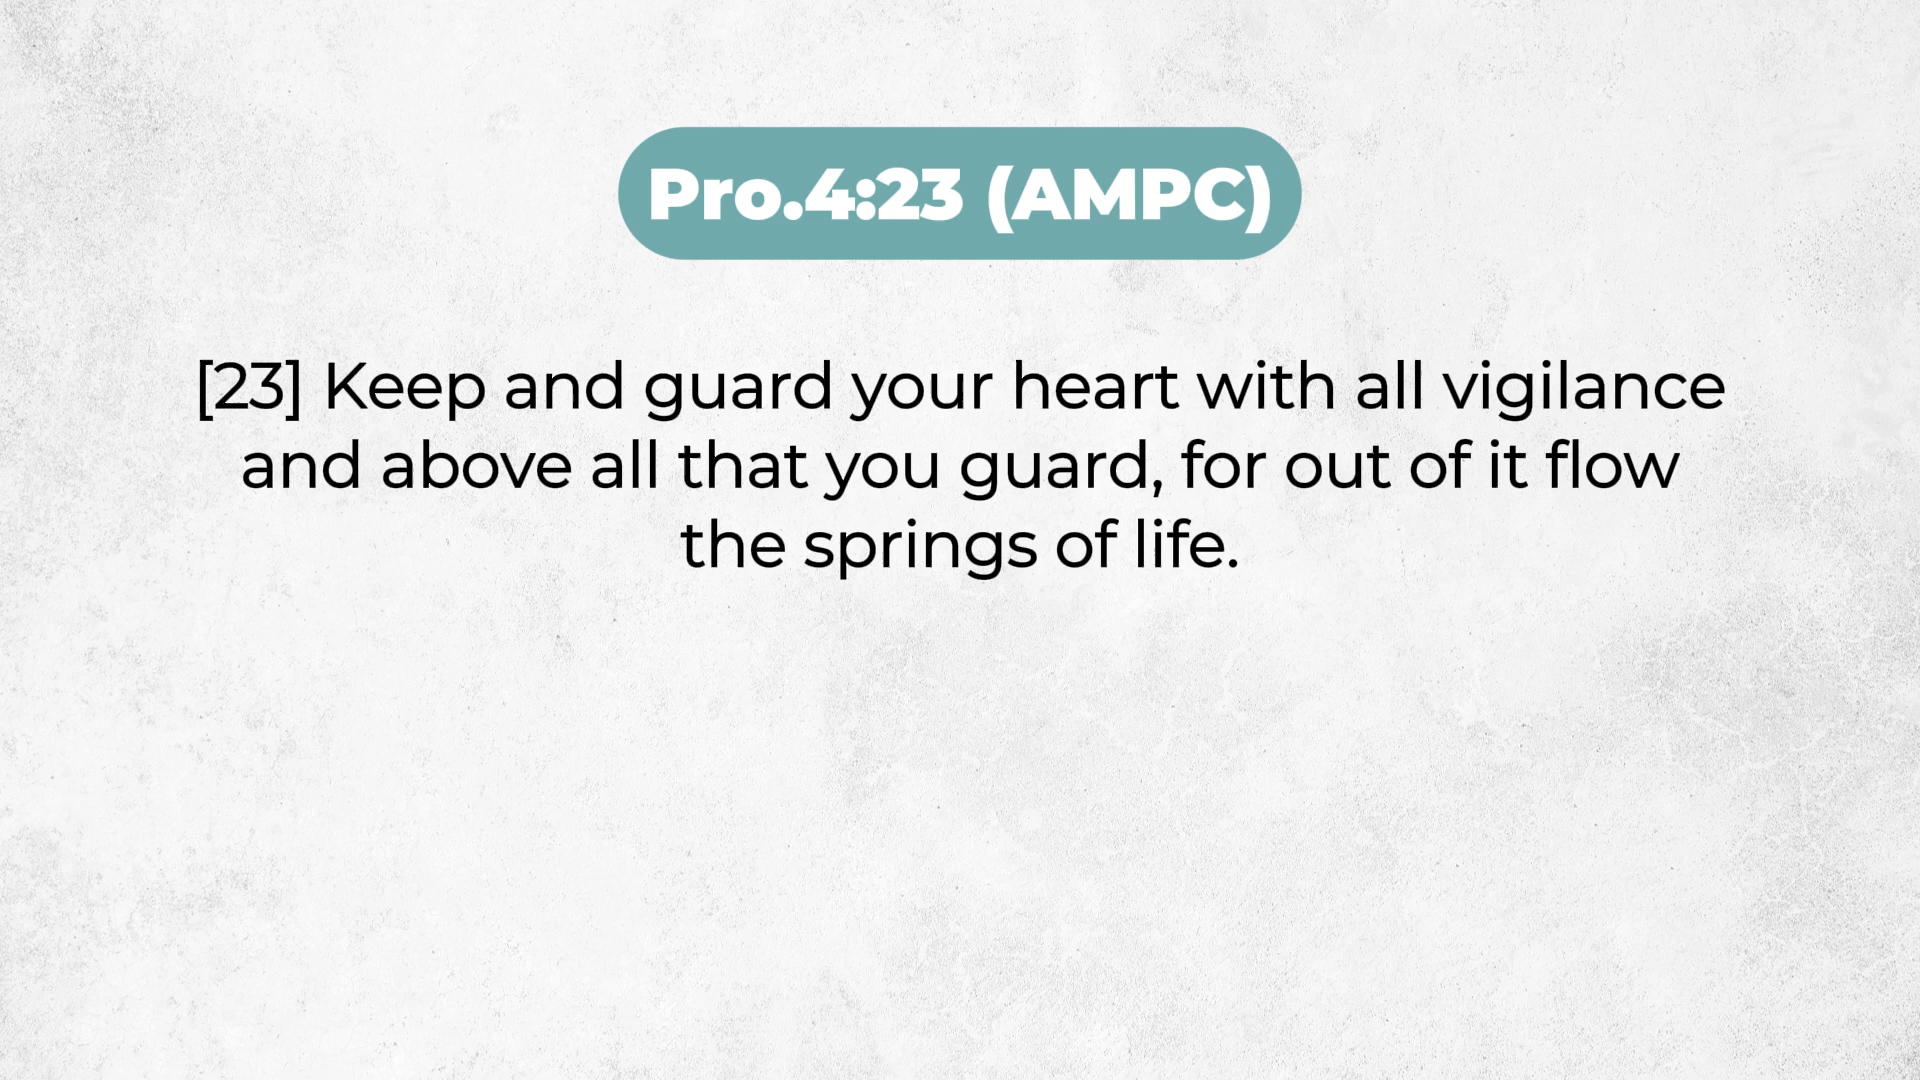 Pro.4:23 (AMPC)
[23] Keep and guard your heart with all vigilance
and above all that you guard, for out of it flow
the springs of life.